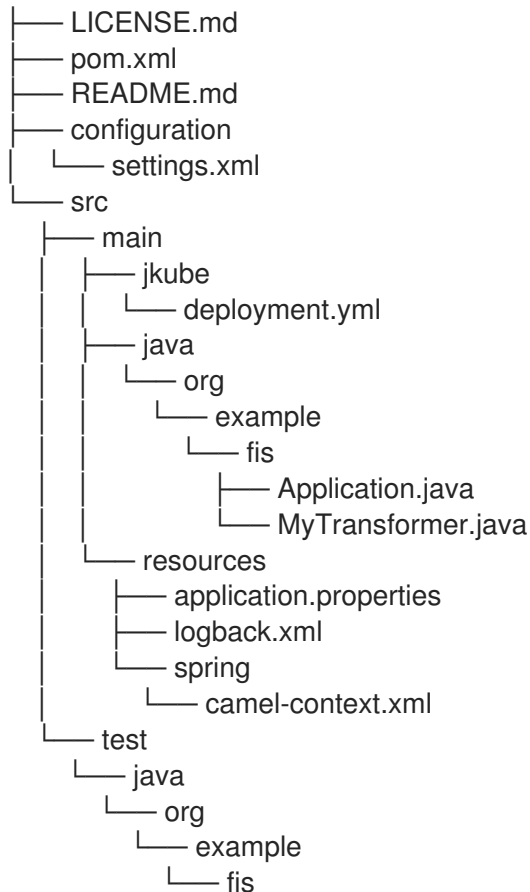 ├── LICENSE.md
├── pom.xml
├── README.md
├── configuration
│   └── settings.xml
└── src
    ├── main
    │   ├── jkube
    │   │   └── deployment.yml
    │   ├── java
    │   │   └── org
    │   │       └── example
    │   │           └── fis
    │   │               ├── Application.java
    │   │               └── MyTransformer.java
    │   └── resources
    │       ├── application.properties
    │       ├── logback.xml
    │       └── spring
    │           └── camel-context.xml
    └── test
        └── java
            └── org
                └── example
                    └── fis